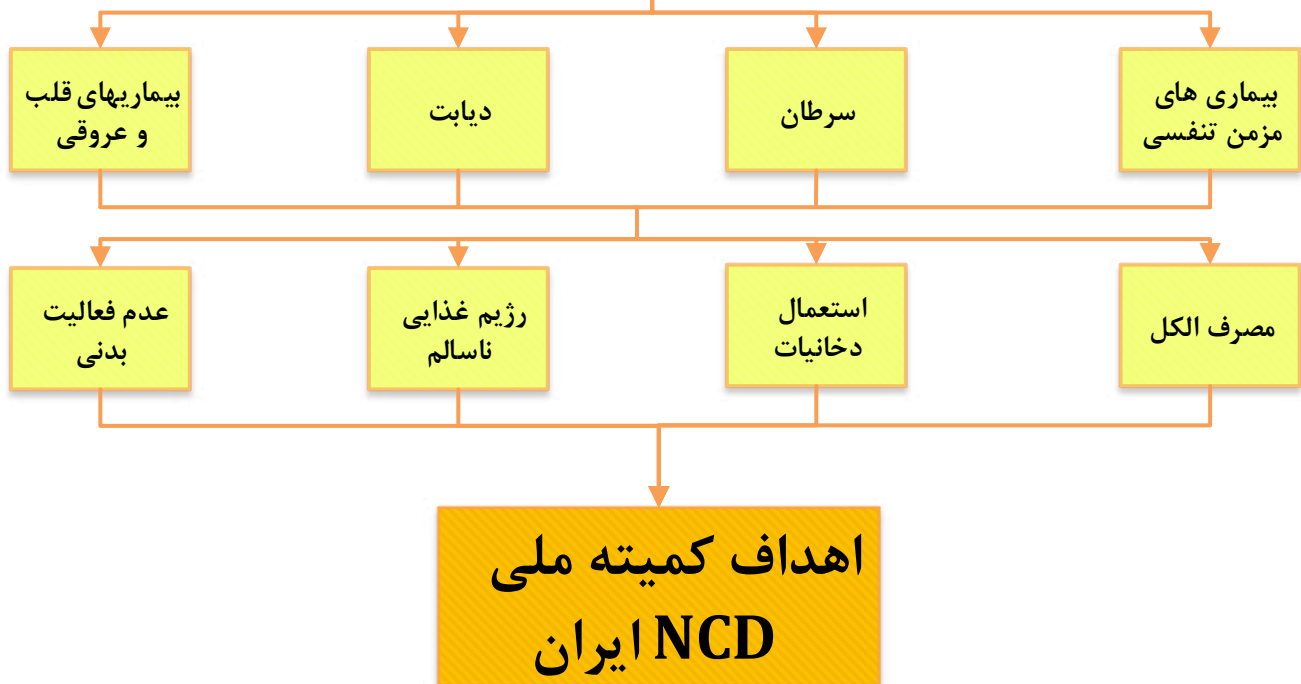 بیماری های
مزمن تنفسی
سرطان
دیابت
بیماریهای قلب
و عروقی
مصرف الکل
استعمال
دخانیات
رژیم غذایی
ناسالم
عدم فعالیت
بدنی
اهداف کمیته ملی
NCD ایران